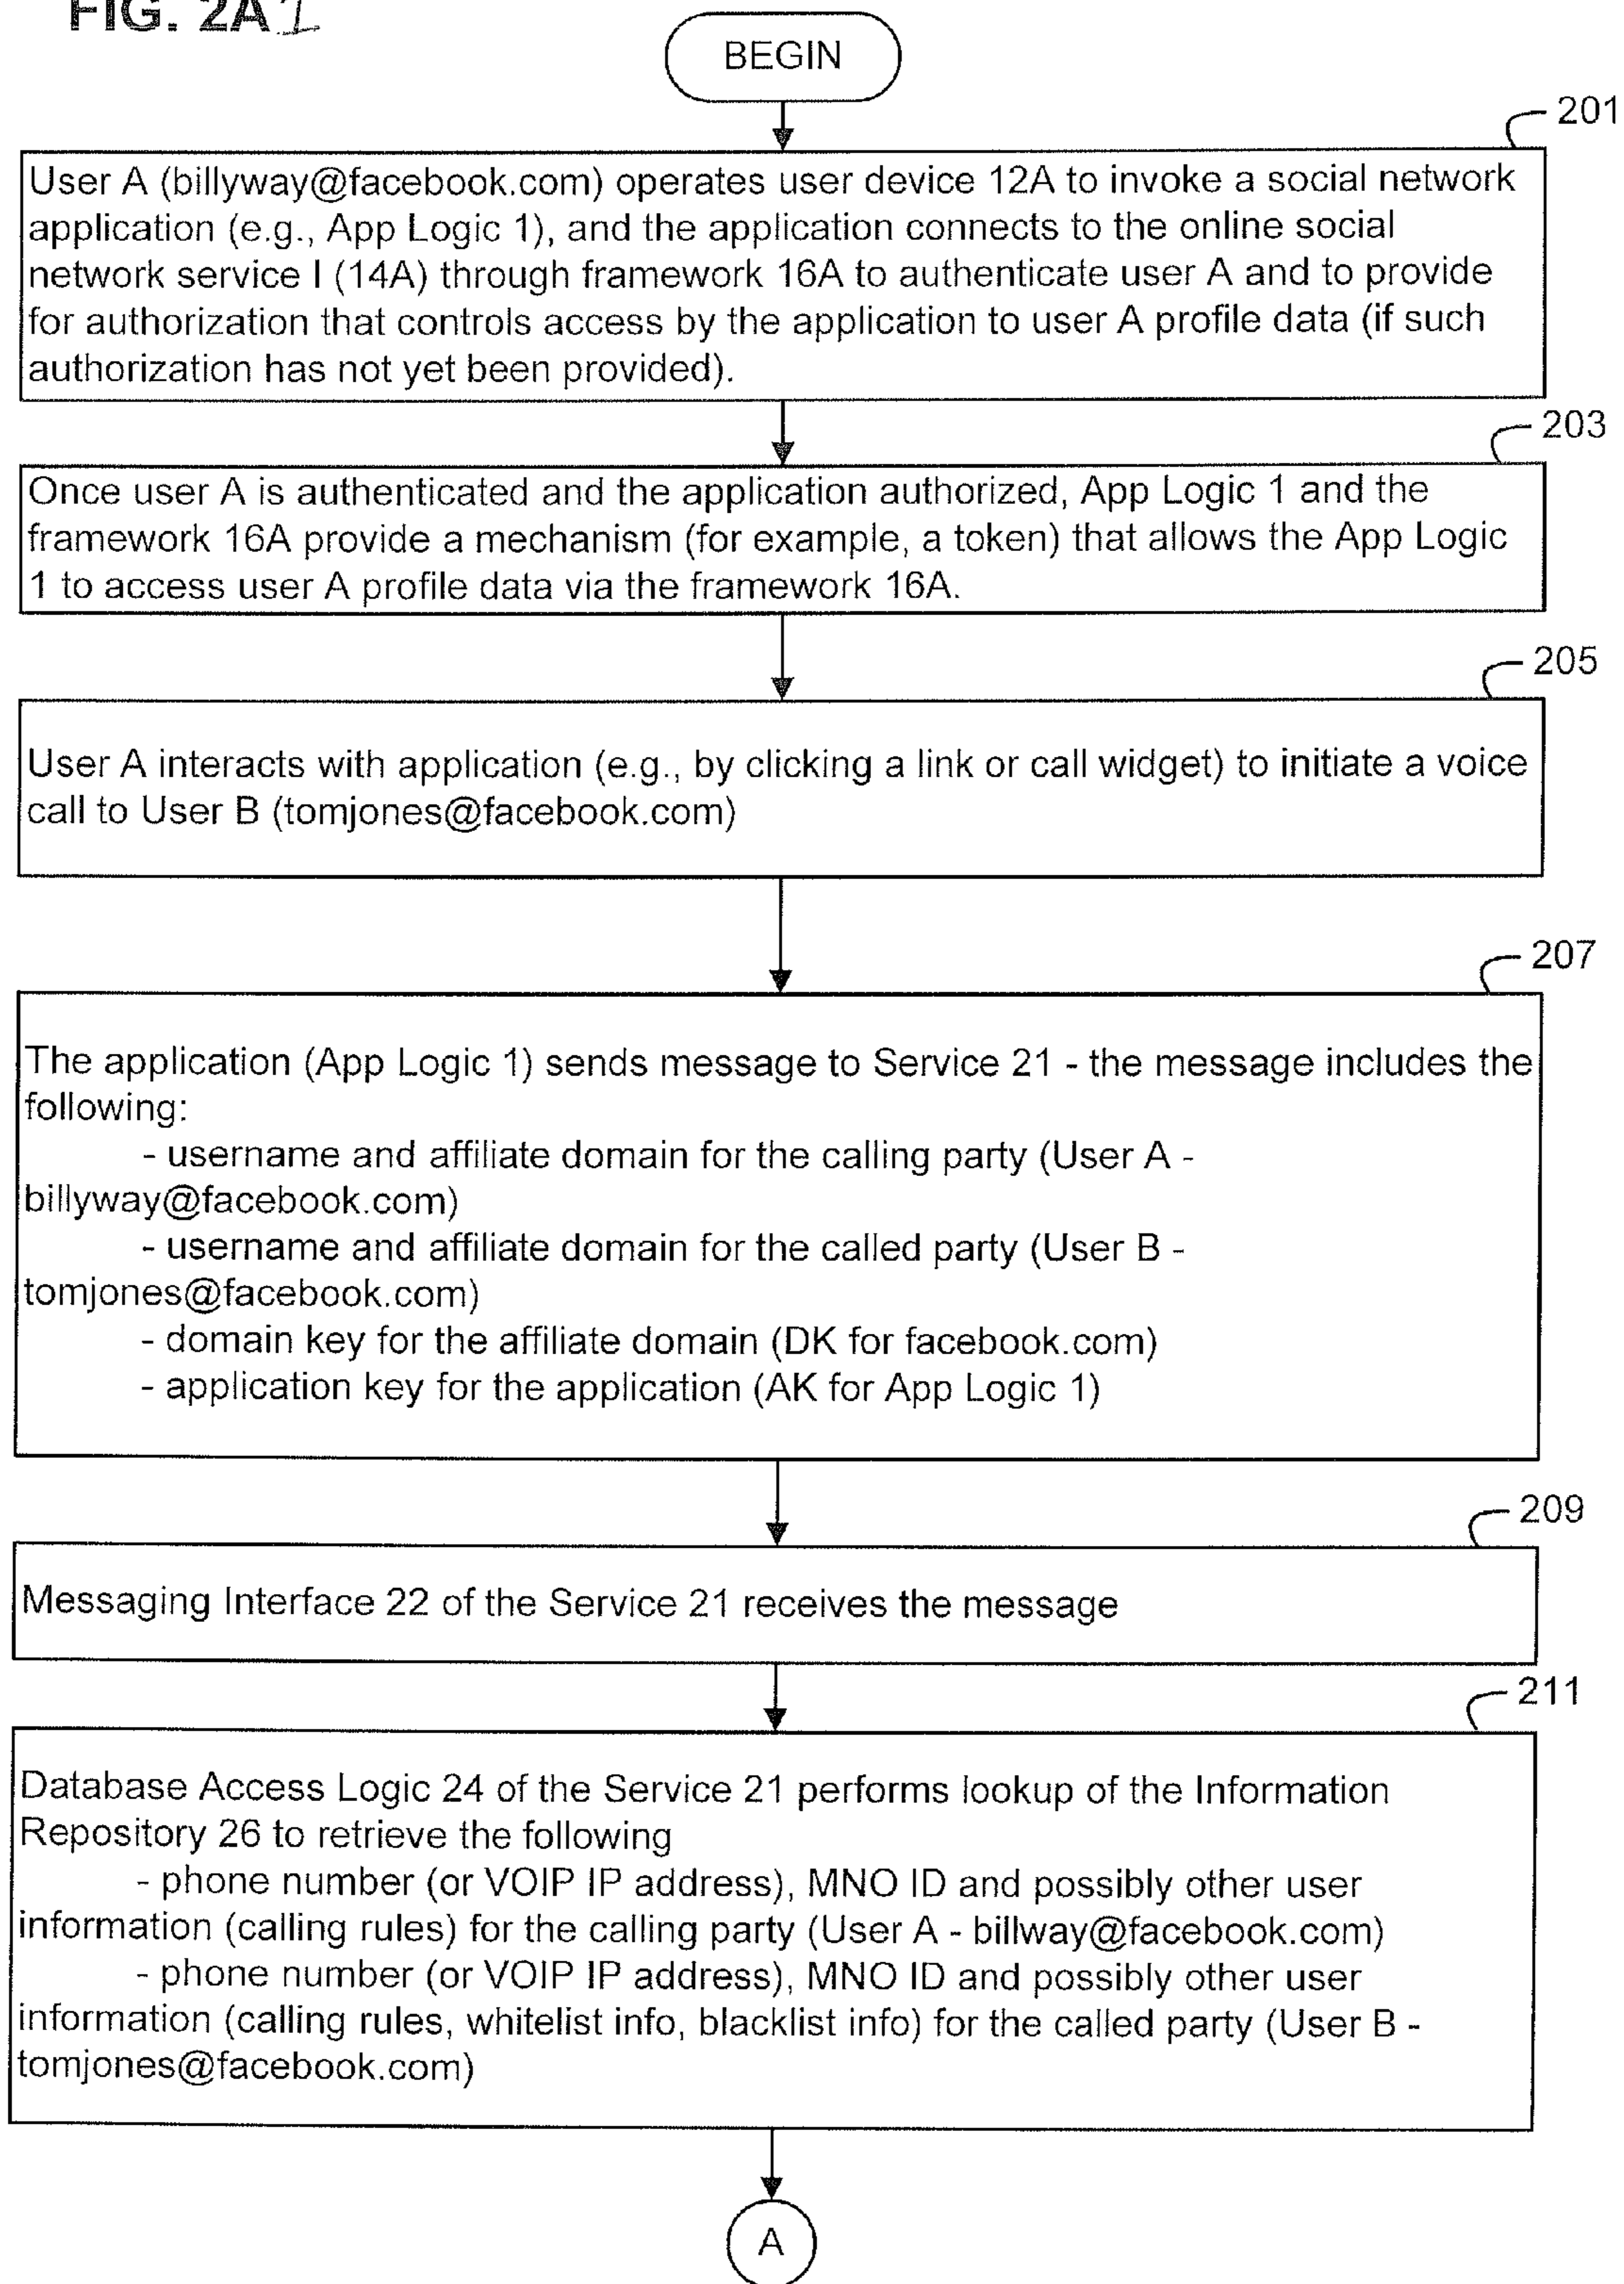 FIG. 2A1
BEGIN
201
User A (billyway@facebook.com) operates user device 12A to invoke a social network
application (e.g., App Logic 1), and the application connects to the online social
network service I (14A) through framework 16A to authenticate user A and to provide
for authorization that controls access by the application to user A profile data (if such
authorization has not yet been provided).
203
Once user A is authenticated and the application authorized, App Logic 1 and the
framework 16A provide a mechanism (for example, a token) that allows the App Logic
1 to access user A profile data via the framework 16A.
205
User A interacts with application (e.g., by clicking a link or call widget) to initiate a voice
call to User B (tomjones@facebook.com)
207
The application (App Logic 1) sends message to Service 21 - the message includes the
following:
- username and affiliate domain for the calling party (User A -
billyway@facebook.com)
- username and affiliate domain for the called party (User B -
tomjones@facebook.com)
- domain key for the affiliate domain (DK for facebook.com)
- application key for the application (AK for App Logic 1)
209
Messaging Interface 22 of the Service 21 receives the message
211
Database Access Logic 24 of the Service 21 performs lookup of the Information
Repository 26 to retrieve the following
- phone number (or VOIP IP address), MNO ID and possibly other user
information (calling rules) for the calling party (User A - billway@facebook.com)
- phone number (or VOIP IP address), MNO ID and possibly other user
information (calling rules, whitelist info, blacklist info) for the called party (User B -
tomjones@facebook.com)
A